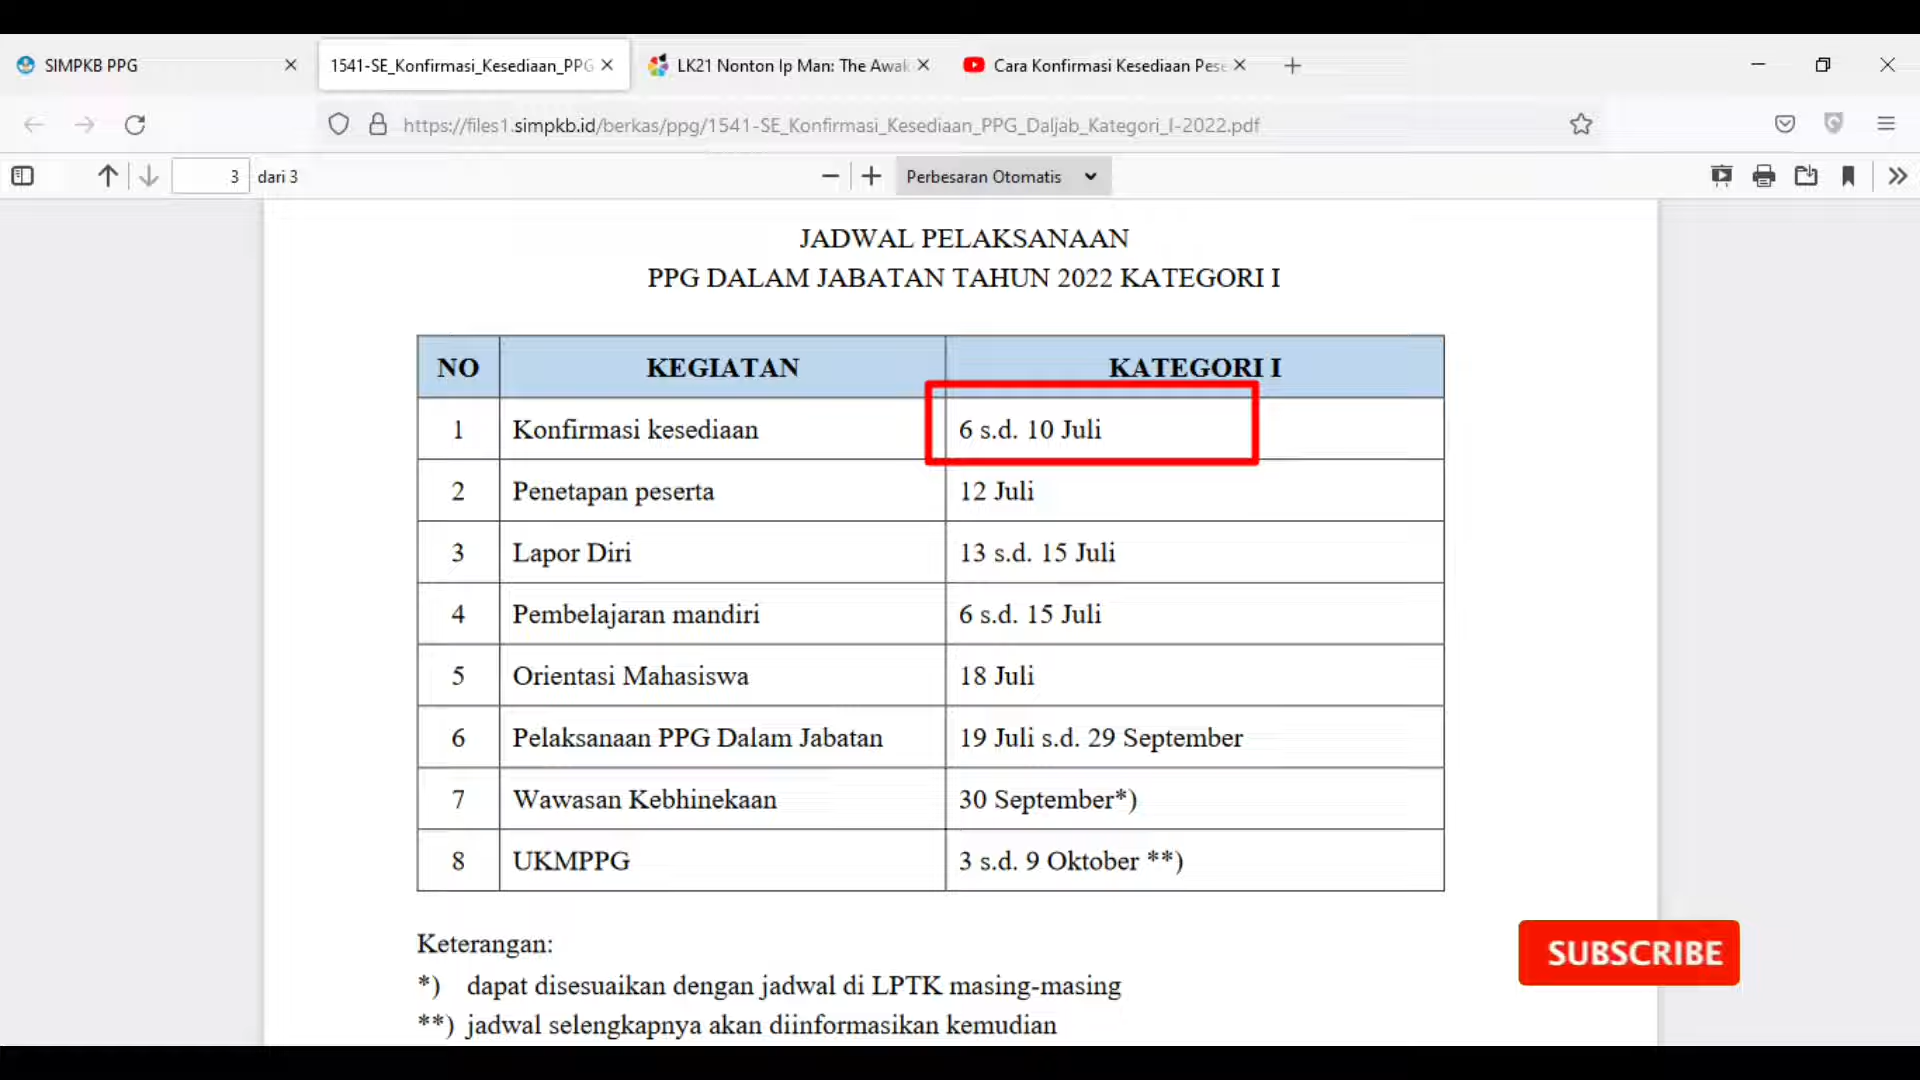 SIMPKB PPG
1541-SE_Konfirmasi_Kesediaan_PPG
LK21 Nonton Ip Man: The Awak
Cara Konfirmasi Kesediaan Pese
https://files1.simpkb.id/berkas/ppg/1541-SE_Konfirmasi_Kesediaan_PPG_Daljab_Kategori_I-2022.pdf
3 dari 3
Perbesaran Otomatis
JADWAL PELAKSANAAN
PPG DALAM JABATAN TAHUN 2022 KATEGORI I
NO KEGIATAN KATEGORI I
1 Konfirmasi kesediaan 6 s.d. 10 Juli
2 Penetapan peserta 12 Juli
3 Lapor Diri 13 s.d. 15 Juli
4 Pembelajaran mandiri 6 s.d. 15 Juli
5 Orientasi Mahasiswa 18 Juli
6 Pelaksanaan PPG Dalam Jabatan 19 Juli s.d. 29 September
7 Wawasan Kebhinekaan 30 September*)
8 UKMPPG 3 s.d. 9 Oktober **)
Keterangan:
*) dapat disesuaikan dengan jadwal di LPTK masing-masing
**) jadwal selengkapnya akan diinformasikan kemudian
SUBSCRIBE